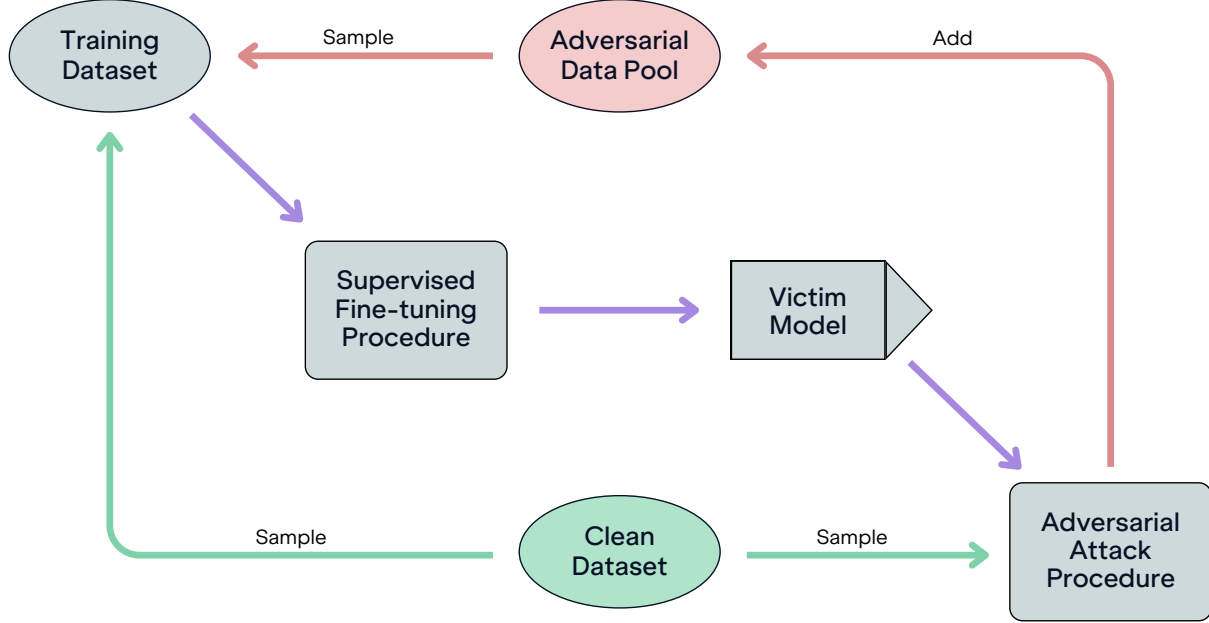 Training
Dataset
Sample
Adversarial
Data Pool
Add
Supervised
Fine-tuning
Procedure
Victim
Model
Sample
Clean
Dataset
Sample
Adversarial
Attack
Procedure